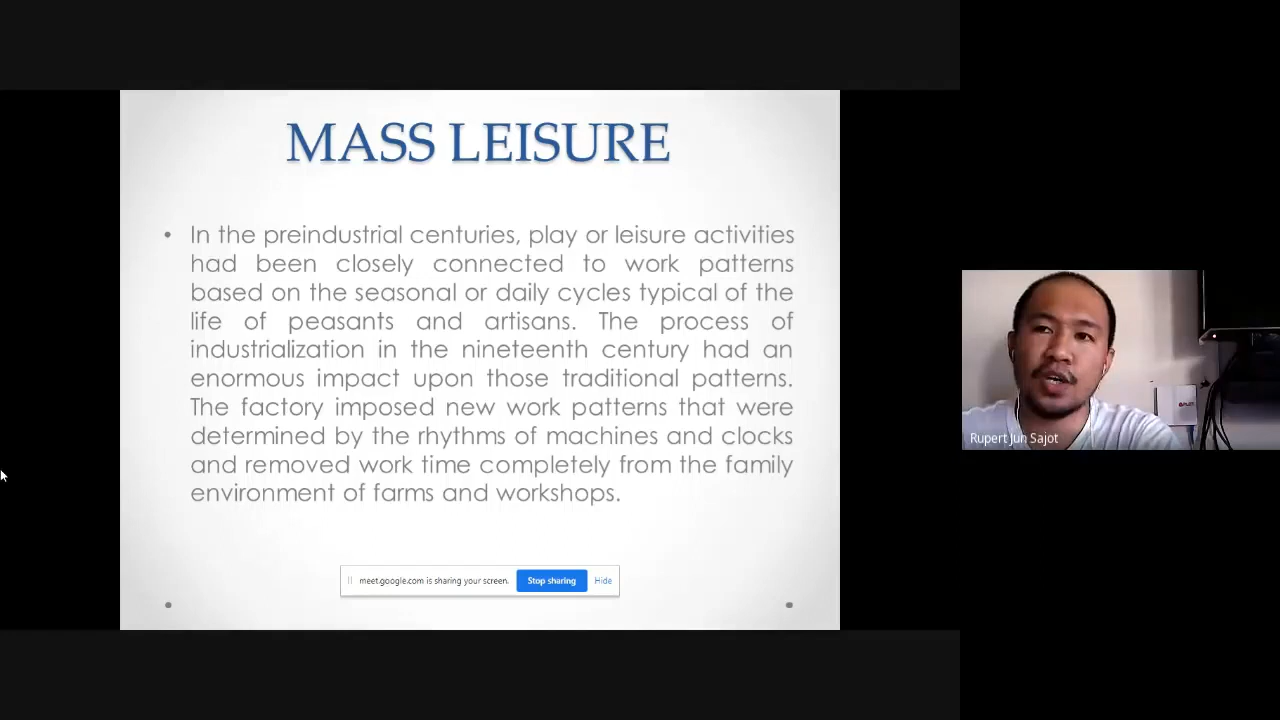 MASS LEISURE
• In the preindustrial centuries, play or leisure activities
had been closely connected to work patterns
based on the seasonal or daily cycles typical of the
life of peasants and artisans. The process of
industrialization in the nineteenth century had an
enormous impact upon those traditional patterns.
The factory imposed new work patterns that were
determined by the rhythms of machines and clocks
and removed work time completely from the family
environment of farms and workshops.
meet.google.com is sharing your screen. Stop sharing Hide
Rupert Jun Sajot